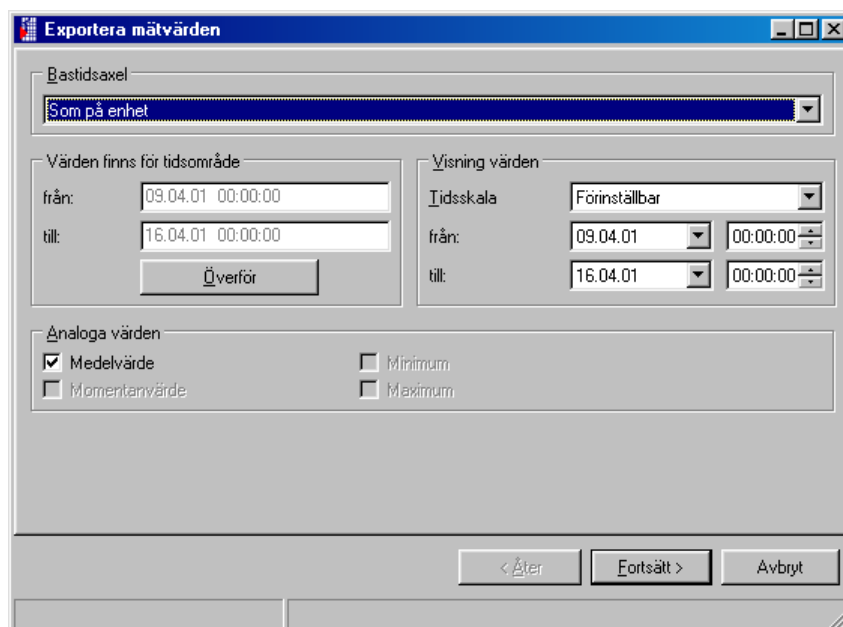 Exportera mätvärden
Bastidsaxel
Som på enhet
Värden finns för tidsområde
från: 09.04.01 00:00:00
till: 16.04.01 00:00:00
Överför
Visning värden
Tidsskala Förinställbar
från: 09.04.01 00:00:00
till: 16.04.01 00:00:00
Analoga värden
Medelvärde Minimum
Momentanvärde Maximum
< Åter Fortsätt > Avbryt